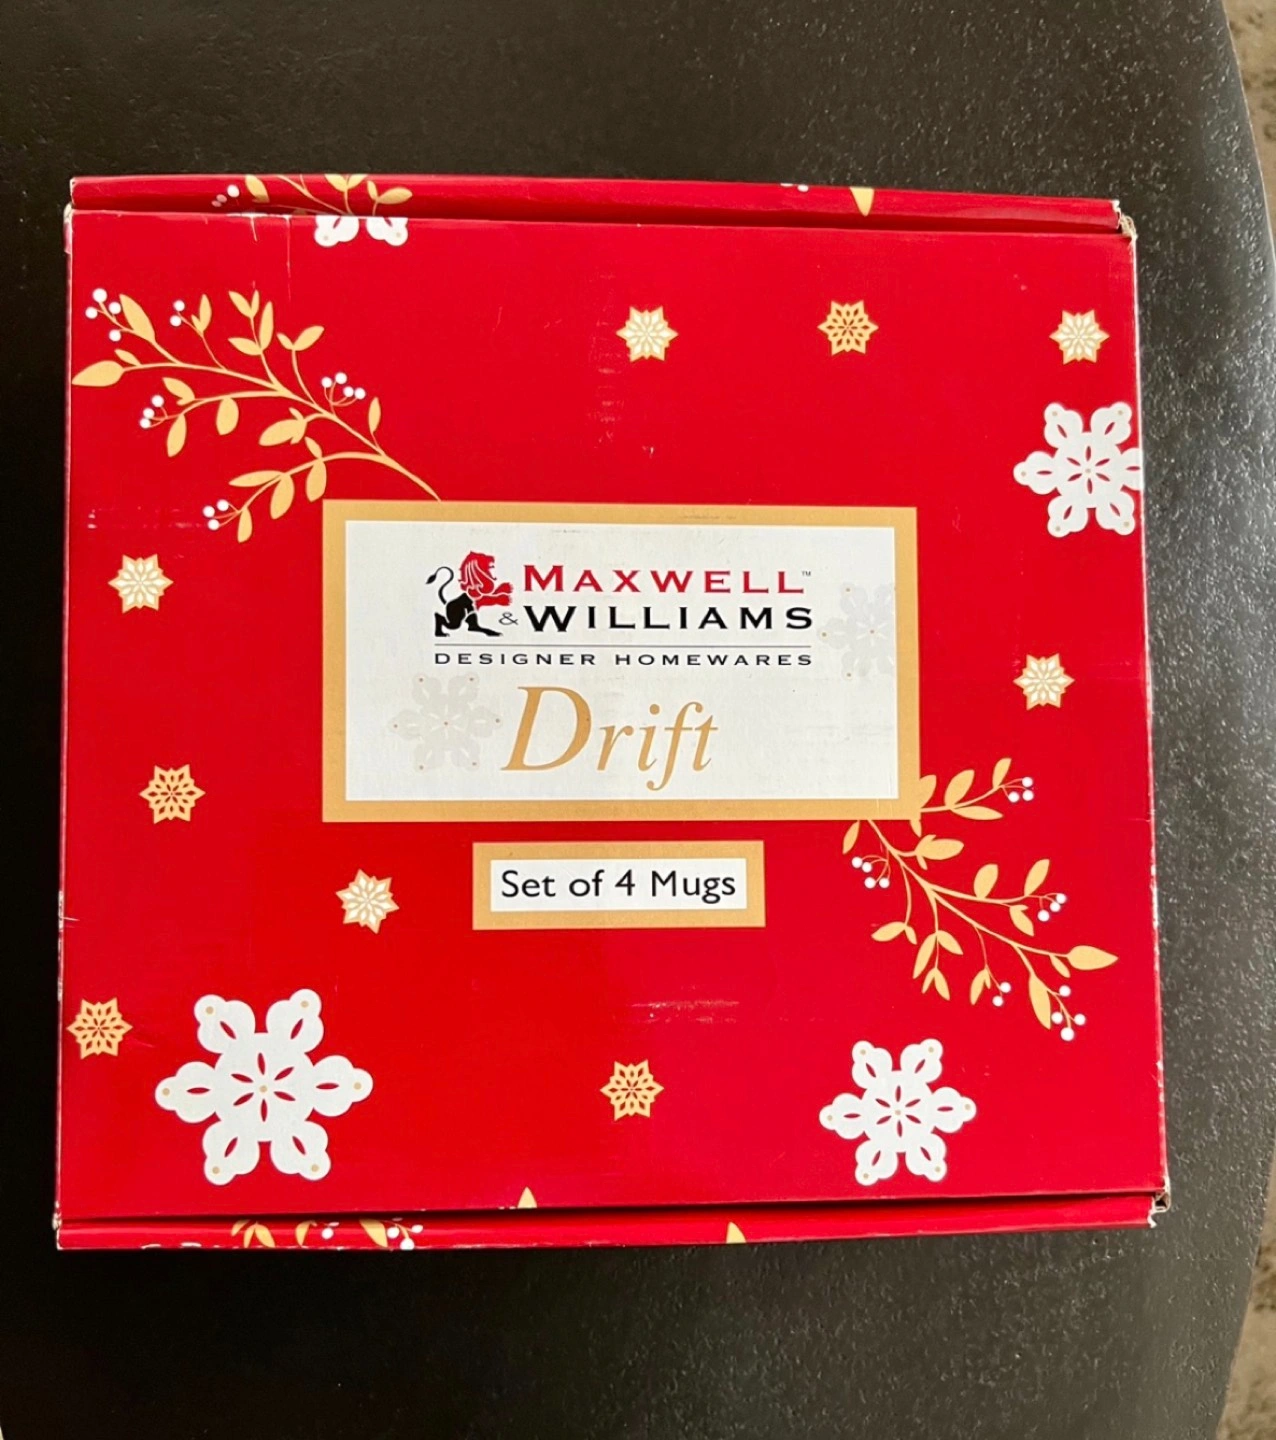 MAXWELL™
& WILLIAMS
DESIGNER HOMEWARES
Drift
Set of 4 Mugs